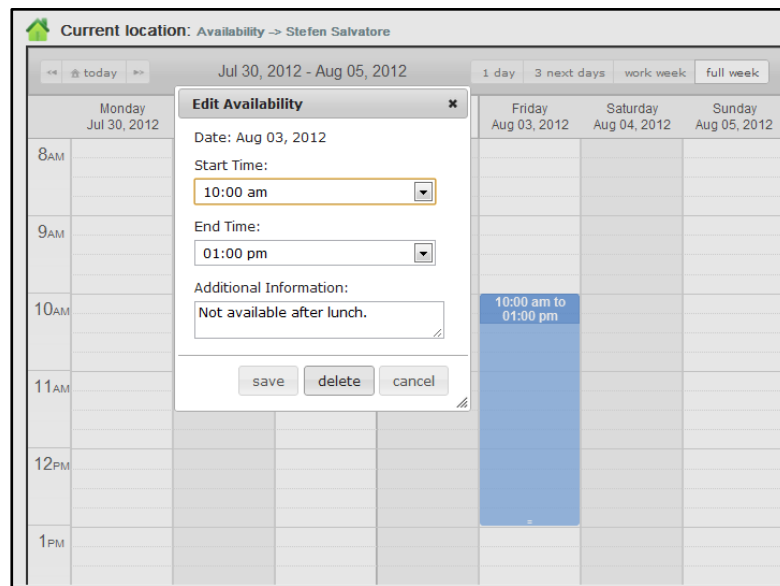 Current location: Availability -> Stefen Salvatore
today Jul 30, 2012 - Aug 05, 2012 1 day 3 next days work week full week
Monday
Jul 30, 2012
Friday
Aug 03, 2012
Saturday
Aug 04, 2012
Sunday
Aug 05, 2012
Edit Availability
Date: Aug 03, 2012
Start Time:
10:00 am
End Time:
01:00 pm
Additional Information:
Not available after lunch.
save delete cancel
8AM
9AM
10AM
11AM
12PM
1PM
10:00 am to
01:00 pm